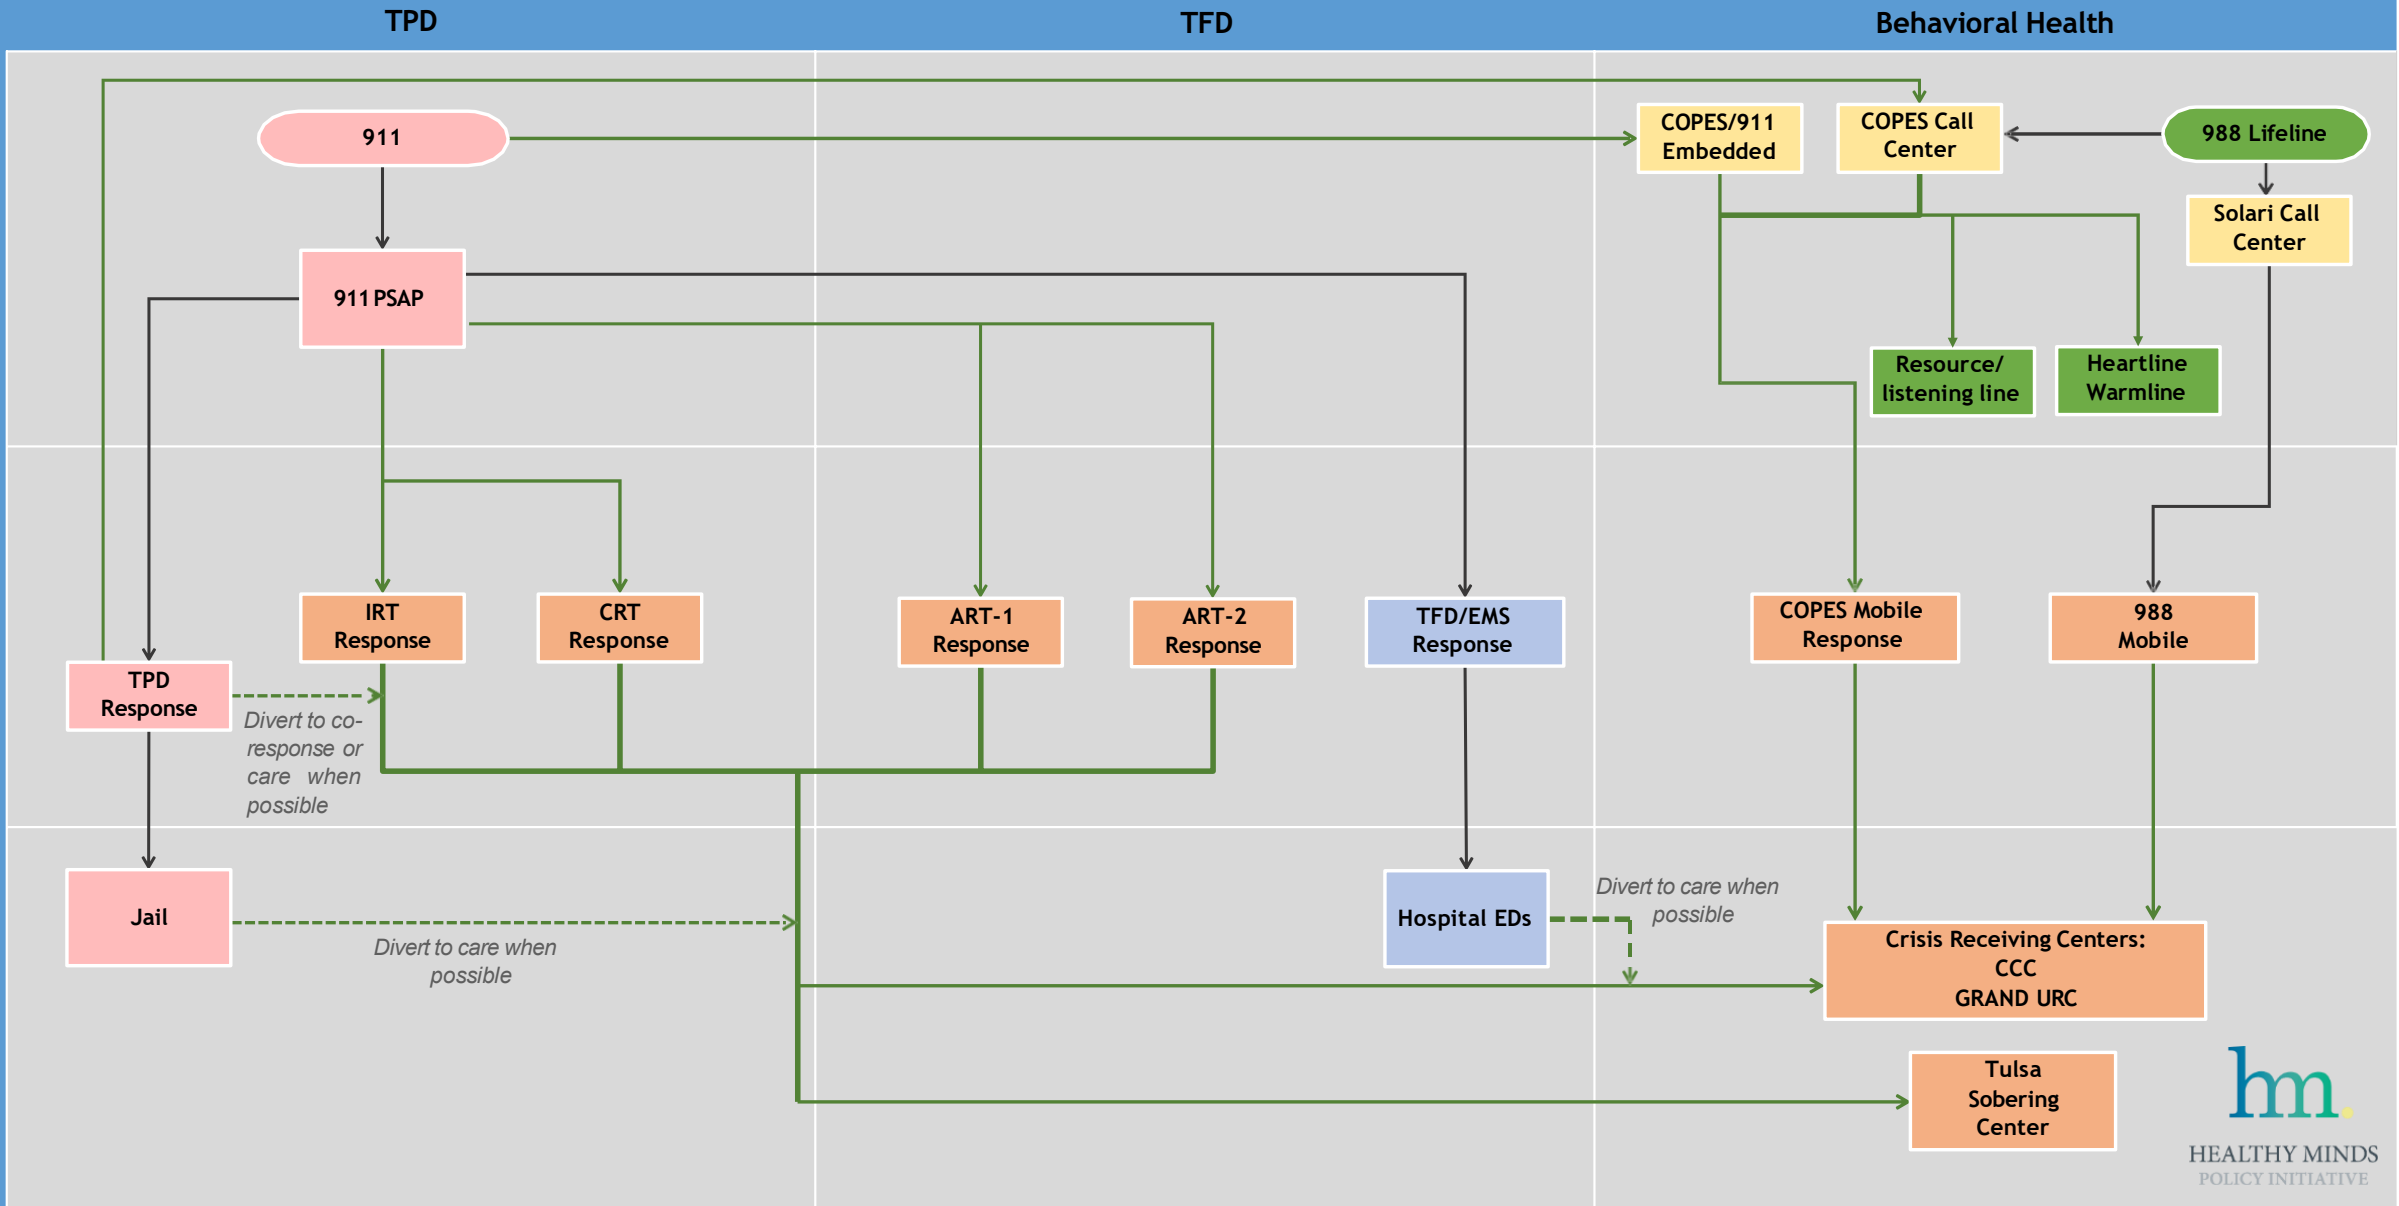 TPD
TFD
Behavioral Health
911
COPES/911
Embedded
COPES Call
Center
988 Lifeline
Solari Call
Center
911 PSAP
Resource/
listening line
Heartline
Warmline
IRT
Response
CRT
Response
ART-1
Response
ART-2
Response
TFD/EMS
Response
COPES Mobile
Response
988
Mobile
TPD
Response
Divert to co-
response or
care when
possible
Jail
Divert to care when
possible
Hospital EDs
Divert to care when
possible
Crisis Receiving Centers:
CCC
GRAND URC
Tulsa
Sobering
Center
hm.
HEALTHY MINDS
POLICY INITIATIVE